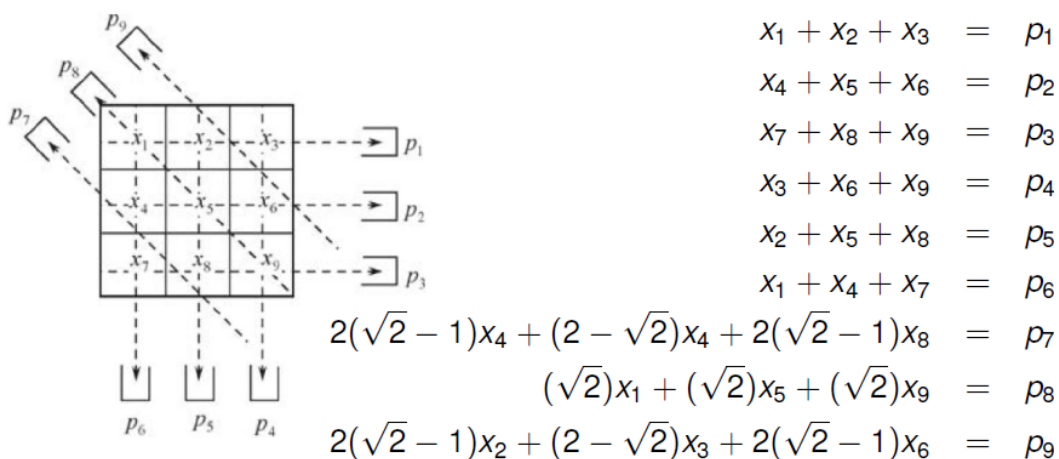 p₉
p₈
p₇
x₁ x₂ x₃ p₁
x₄ x₅ x₆ p₂
x₇ x₈ x₉ p₃
p₆ p₅ p₄
x₁ + x₂ + x₃ = p₁
x₄ + x₅ + x₆ = p₂
x₇ + x₈ + x₉ = p₃
x₃ + x₆ + x₉ = p₄
x₂ + x₅ + x₈ = p₅
x₁ + x₄ + x₇ = p₆
2(√2 − 1)x₄ + (2 − √2)x₄ + 2(√2 − 1)x₈ = p₇
(√2)x₁ + (√2)x₅ + (√2)x₉ = p₈
2(√2 − 1)x₂ + (2 − √2)x₃ + 2(√2 − 1)x₆ = p₉